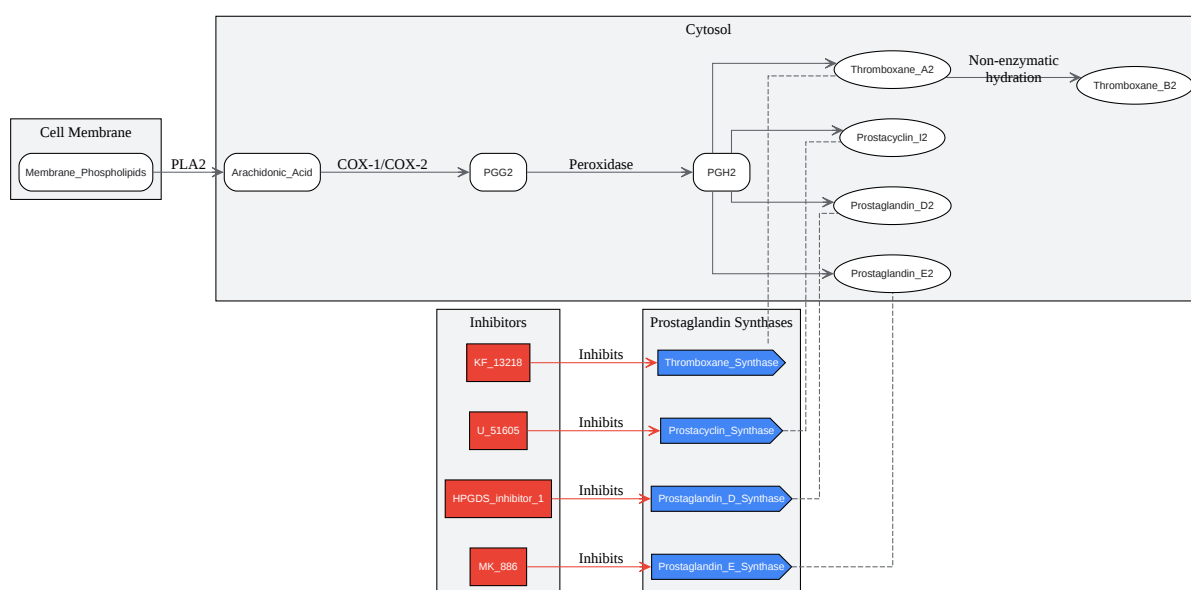 Cytosol
Thromboxane_A2
Non-enzymatic
hydration
Thromboxane_B2
Cell Membrane
Membrane_Phospholipids
PLA2
Arachidonic_Acid
COX-1/COX-2
PGG2
Peroxidase
PGH2
Prostacyclin_I2
Prostaglandin_D2
Prostaglandin_E2
Inhibitors
Prostaglandin Synthases
KF_13218
Inhibits
Thromboxane_Synthase
U_51605
Inhibits
Prostacyclin_Synthase
HPGDS_inhibitor_1
Inhibits
Prostaglandin_D_Synthase
MK_886
Inhibits
Prostaglandin_E_Synthase